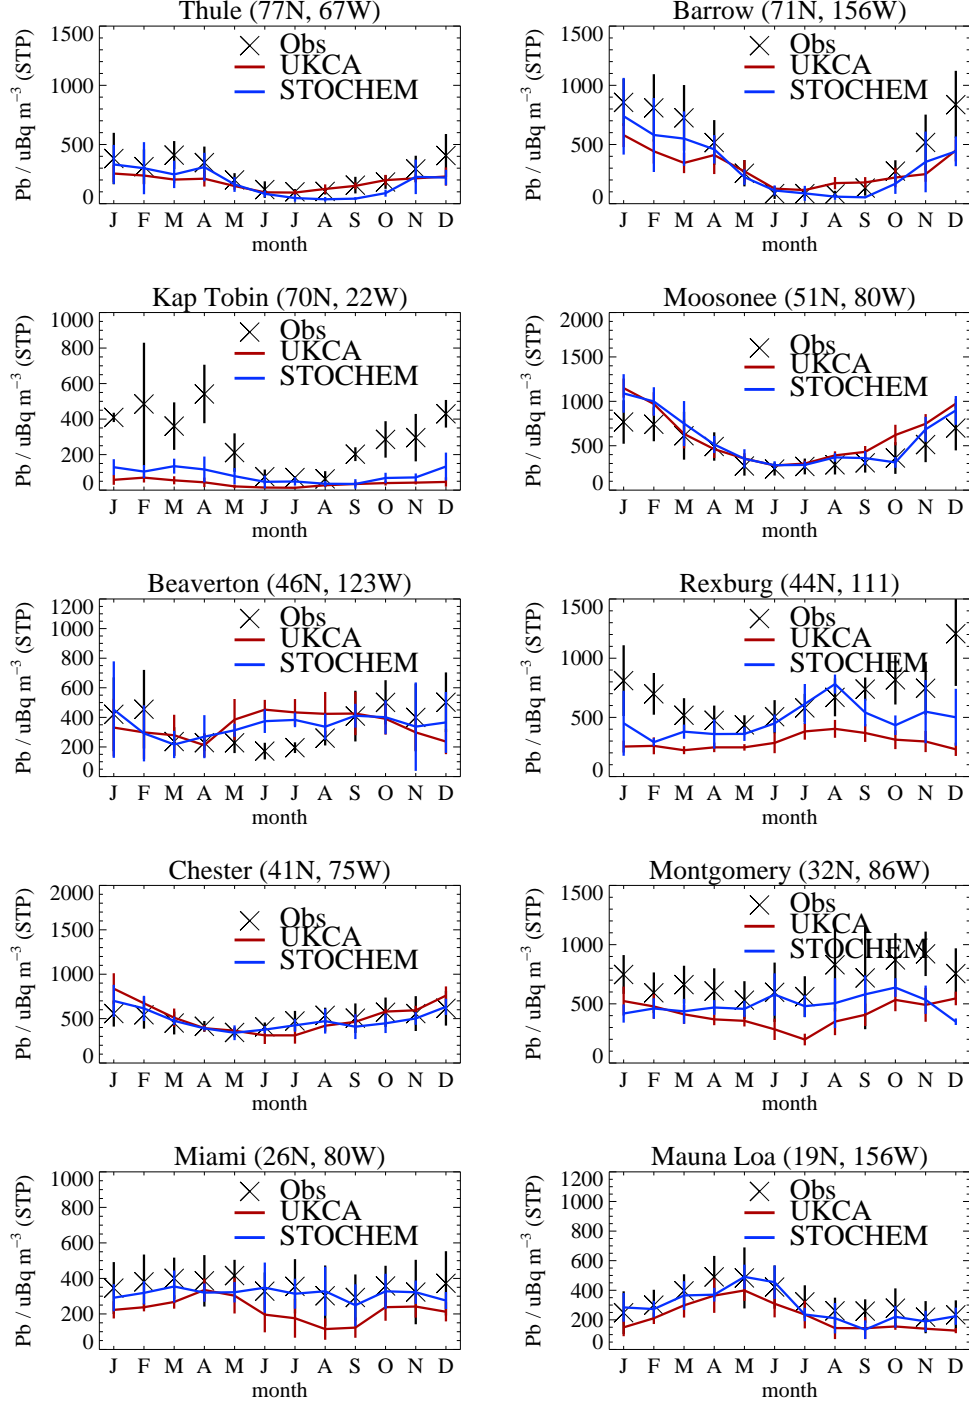 Thule (77N, 67W)
Pb / uBq m⁻³ (STP)
1500
1000
500
0
Obs
UKCA
STOCHEM
J F M A M J J A S O N D
month
Barrow (71N, 156W)
Pb / uBq m⁻³ (STP)
1500
1000
500
0
Obs
UKCA
STOCHEM
J F M A M J J A S O N D
month
Kap Tobin (70N, 22W)
Pb / uBq m⁻³ (STP)
1000
800
600
400
200
0
Obs
UKCA
STOCHEM
J F M A M J J A S O N D
month
Moosonee (51N, 80W)
Pb / uBq m⁻³ (STP)
2000
1500
1000
500
0
Obs
UKCA
STOCHEM
J F M A M J J A S O N D
month
Beaverton (46N, 123W)
Pb / uBq m⁻³ (STP)
1200
1000
800
600
400
200
0
Obs
UKCA
STOCHEM
J F M A M J J A S O N D
month
Rexburg (44N, 111)
Pb / uBq m⁻³ (STP)
1500
1000
500
0
Obs
UKCA
STOCHEM
J F M A M J J A S O N D
month
Chester (41N, 75W)
Pb / uBq m⁻³ (STP)
2000
1500
1000
500
0
Obs
UKCA
STOCHEM
J F M A M J J A S O N D
month
Montgomery (32N, 86W)
Pb / uBq m⁻³ (STP)
1500
1000
500
0
Obs
UKCA
STOCHEM
J F M A M J J A S O N D
month
Miami (26N, 80W)
Pb / uBq m⁻³ (STP)
1000
800
600
400
200
0
Obs
UKCA
STOCHEM
J F M A M J J A S O N D
month
Mauna Loa (19N, 156W)
Pb / uBq m⁻³ (STP)
1200
1000
800
600
400
200
0
Obs
UKCA
STOCHEM
J F M A M J J A S O N D
month